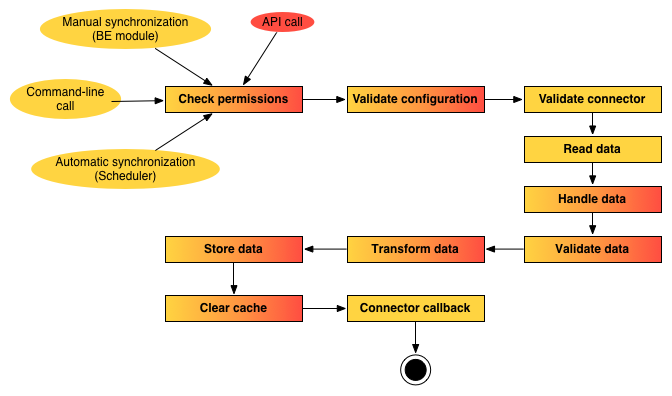 Manual synchronization
(BE module)
API call
Command-line
call
Check permissions
Validate configuration
Validate connector
Automatic synchronization
(Scheduler)
Read data
Handle data
Store data
Transform data
Validate data
Clear cache
Connector callback